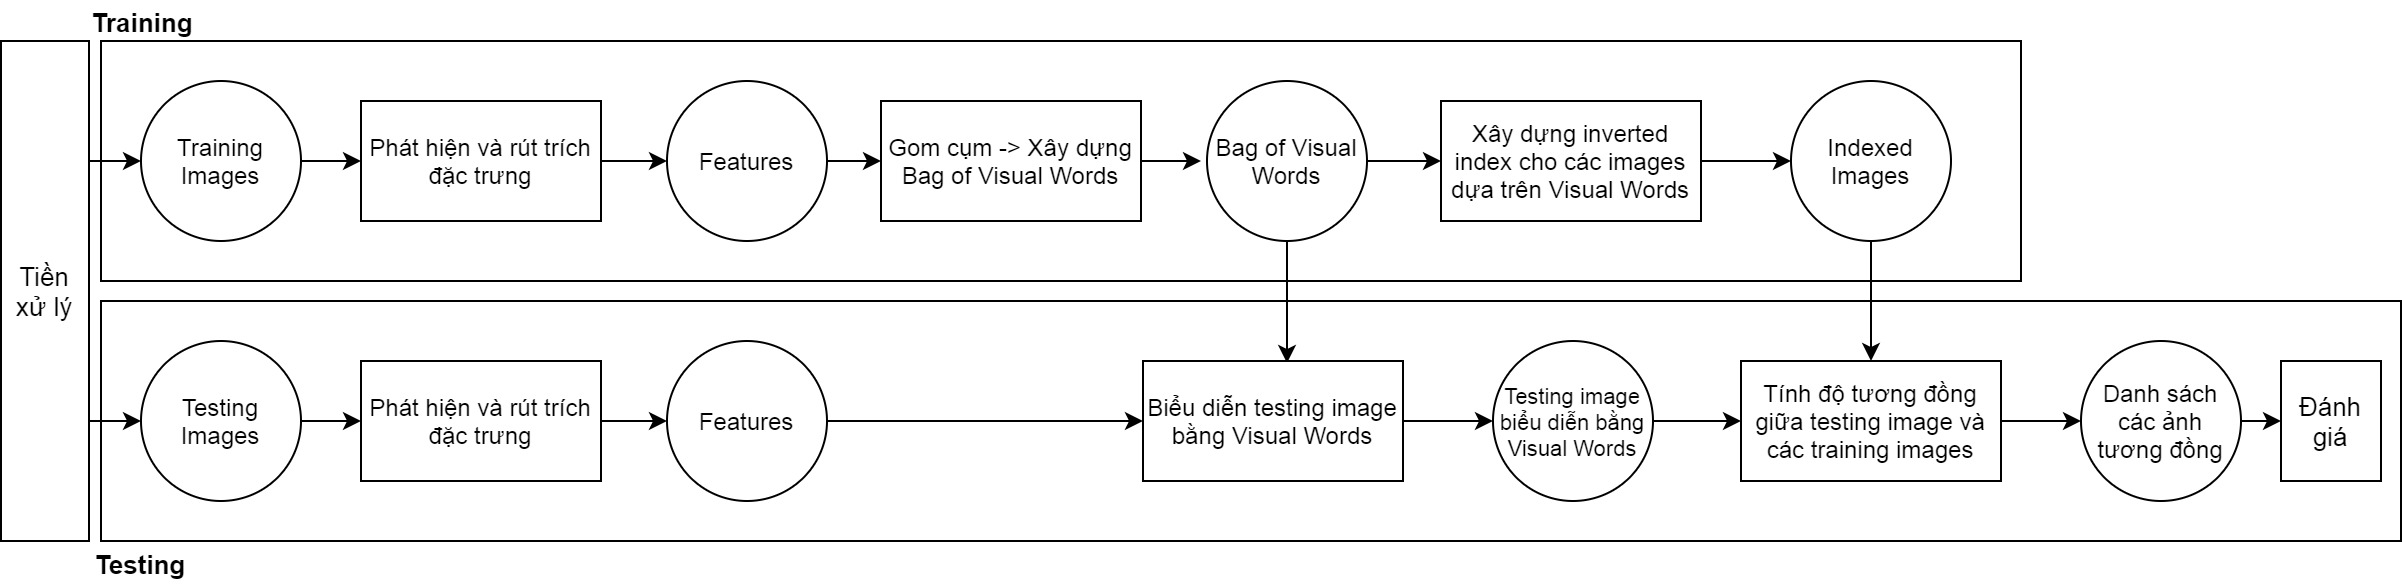 Training
Tiền
xử lý
Training
Images
Phát hiện và rút trích
đặc trưng
Features
Gom cụm -> Xây dựng
Bag of Visual Words
Bag of Visual
Words
Xây dựng inverted
index cho các images
dựa trên Visual Words
Indexed
Images
Testing
Images
Phát hiện và rút trích
đặc trưng
Features
Biểu diễn testing image
bằng Visual Words
Testing image
biểu diễn bằng
Visual Words
Tính độ tương đồng
giữa testing image và
các training images
Danh sách
các ảnh
tương đồng
Đánh
giá
Testing